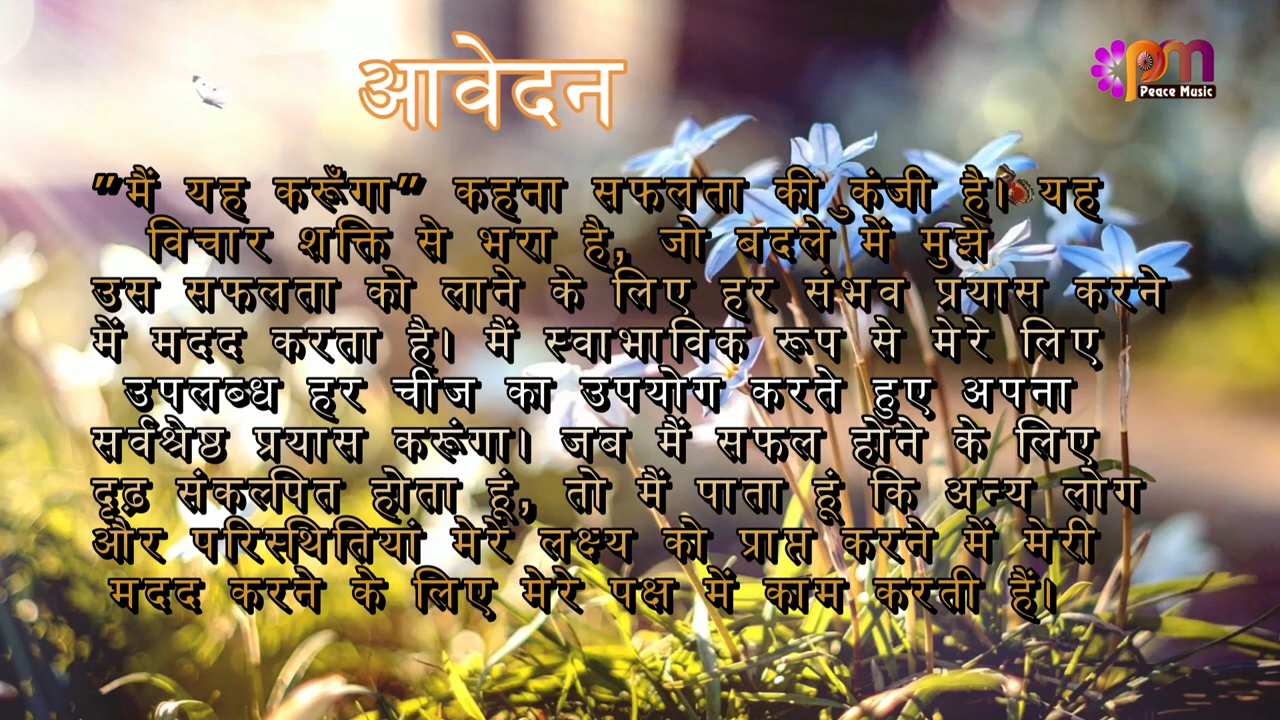 आवेदन
pm
Peace Music
"मैं यह करूँगा" कहना सफलता की कुंजी है। यह
विचार शक्ति से भरा है, जो बदले में मुझे
उस सफलता को लाने के लिए हर संभव प्रयास करने
में मदद करता है। मैं स्वाभाविक रूप से मेरे लिए
उपलब्ध हर चीज का उपयोग करते हुए अपना
सर्वश्रेष्ठ प्रयास करूंगा। जब मैं सफल होने के लिए
दृढ़ संकल्पित होता हूं, तो मैं पाता हूं कि अन्य लोग
और परिस्थितियां मेरे लक्ष्य को प्राप्त करने में मेरी
मदद करने के लिए मेरे पक्ष में काम करती हैं।